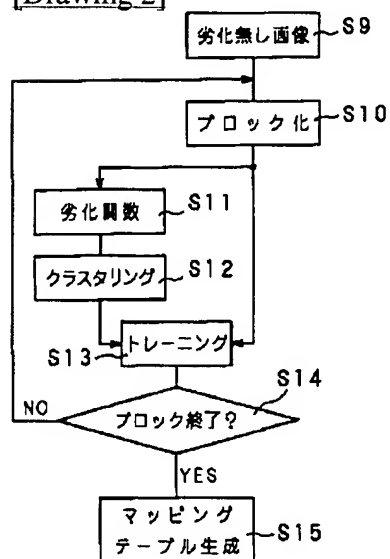 [Drawing 2]
劣化無し画像
S9
ブロック化
S10
劣化関数
S11
クラスタリング
S12
トレーニング
S13
ブロック終了?
S14
NO
YES
マッピング
テーブル生成
S15